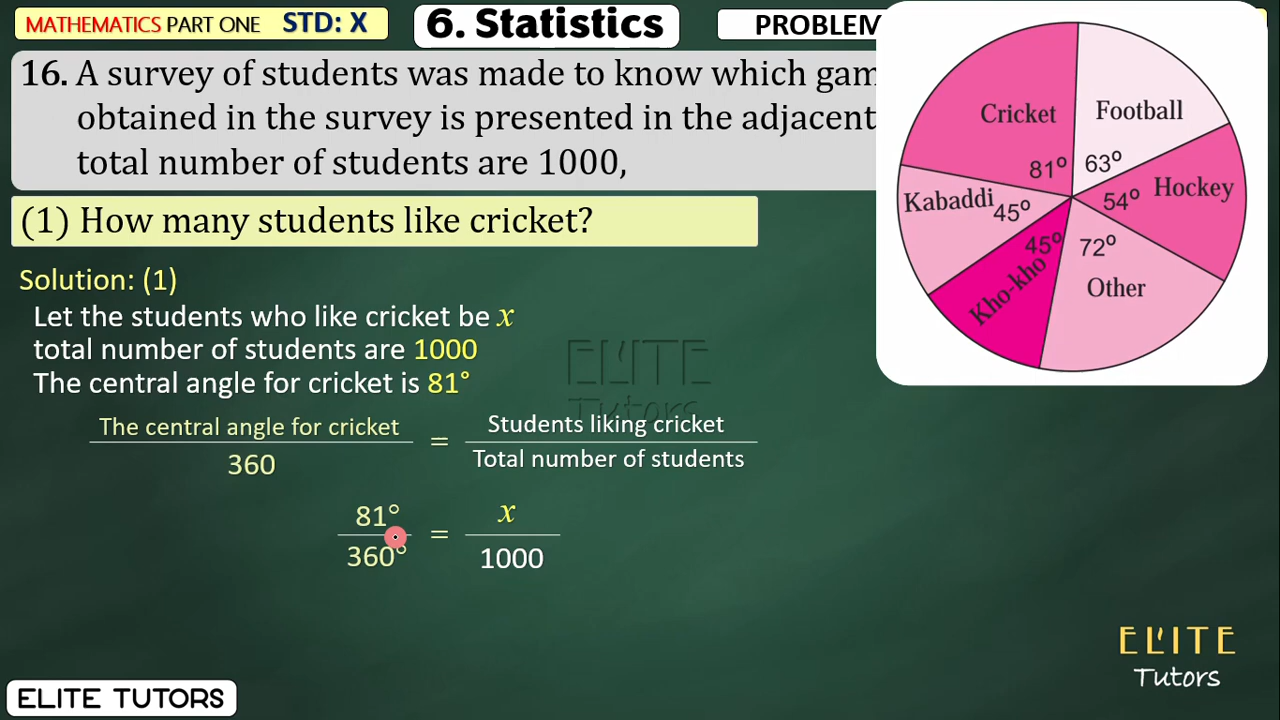 MATHEMATICS PART ONE STD: X
6. Statistics
PROBLEM
16. A survey of students was made to know which gam
obtained in the survey is presented in the adjacent
total number of students are 1000,
(1) How many students like cricket?
Solution: (1)
Let the students who like cricket be x
total number of students are 1000
The central angle for cricket is 81°
The central angle for cricket
360
=
Students liking cricket
Total number of students
81°
360°
=
x
1000
Cricket
81°
Football
63°
Hockey
54°
Kabaddi
45°
Kho-kho
45°
72°
Other
ELITE
Tutors
ELITE
Tutors
ELITE TUTORS